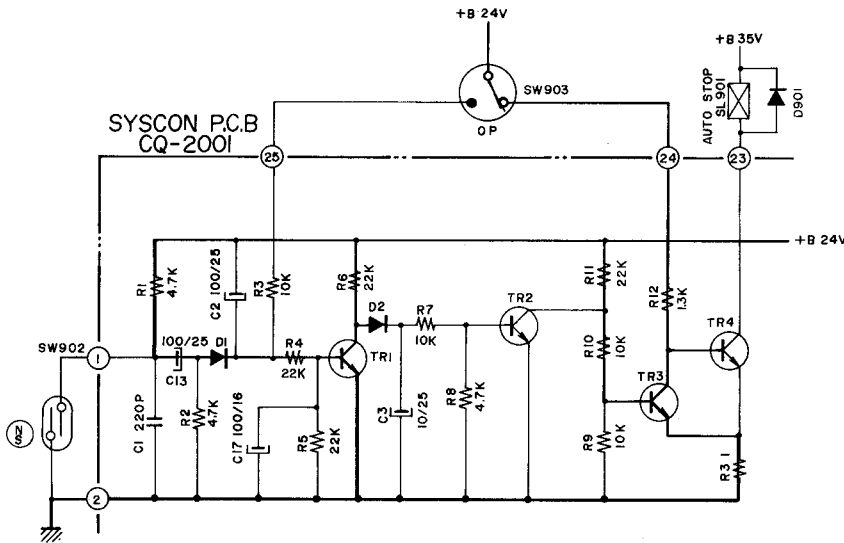 +B 24V
+B 35V
SW903
AUTO STOP
SL901
D901
SYSCON P.C.B
CQ-2001
OP
25
24
23
+B 24V
R1
4.7K
C2 100/25
R3
10K
R6
22K
R11
22K
R12
1.3K
D2
R7
10K
TR2
TR4
SW902
1
100/25
D1
C13
R4
22K
TR1
R10
10K
TR3
NS
C1 220P
R2
4.7K
C17 100/16
R5
22K
C3
10/25
R8
4.7K
R9
10K
R3 1
2